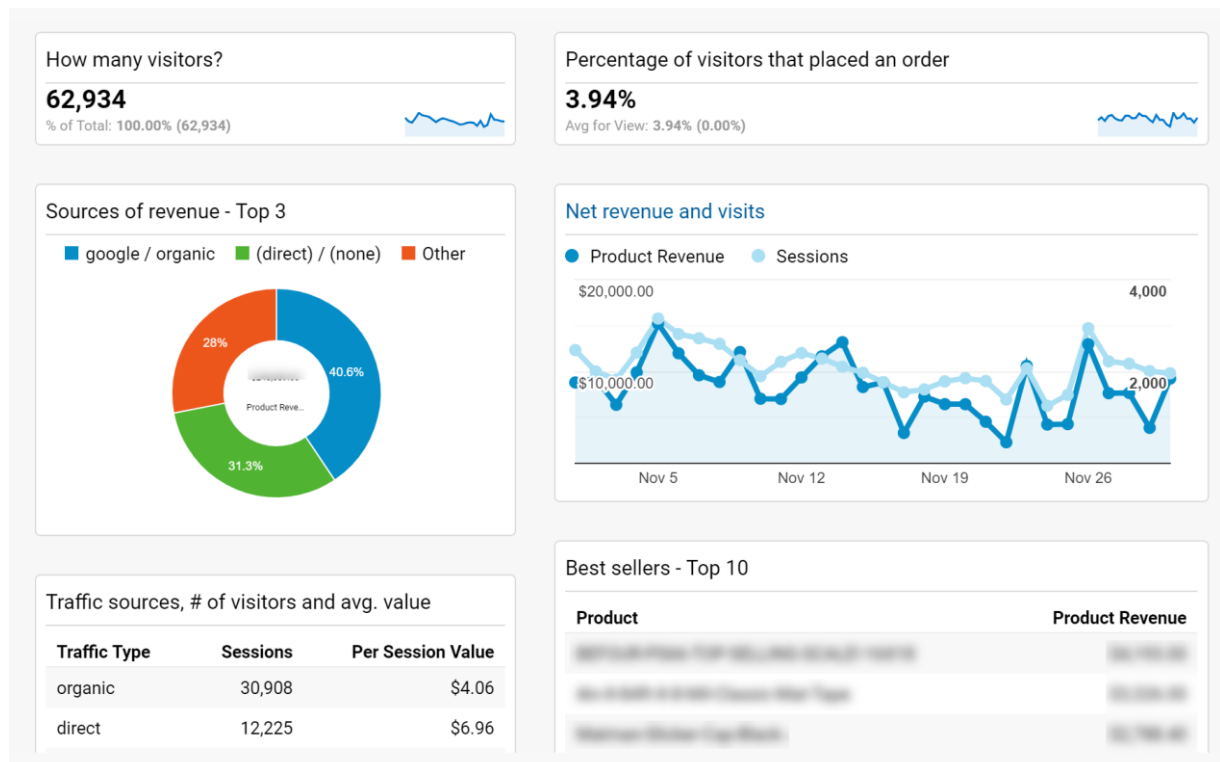 How many visitors?
62,934
% of Total: 100.00% (62,934)
Percentage of visitors that placed an order
3.94%
Avg for View: 3.94% (0.00%)
Sources of revenue - Top 3
google / organic (direct) / (none) Other
28%
40.6%
Product Reve...
31.3%
Net revenue and visits
Product Revenue Sessions
$20,000.00 4,000
$10,000.00 2,000
Nov 5 Nov 12 Nov 19 Nov 26
Traffic sources, # of visitors and avg. value
Traffic Type Sessions Per Session Value
organic 30,908 $4.06
direct 12,225 $6.96
Best sellers - Top 10
Product Product Revenue